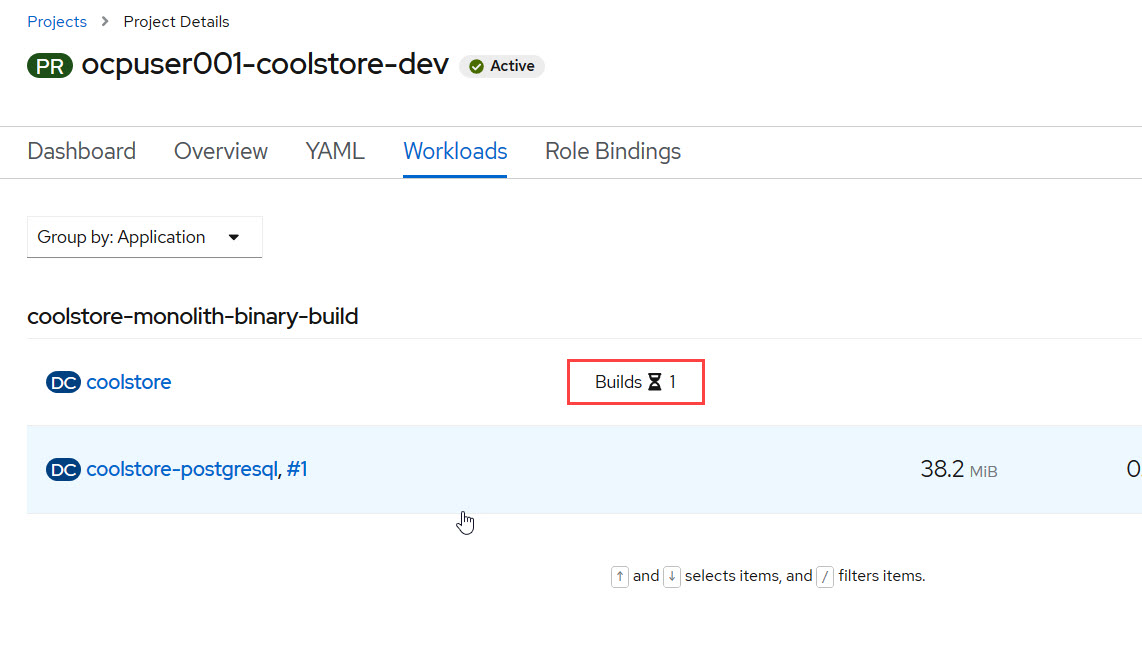 Projects > Project Details
PR ocpuser001-coolstore-dev Active
Dashboard Overview YAML Workloads Role Bindings
Group by: Application
coolstore-monolith-binary-build
DC coolstore Builds 1
DC coolstore-postgresql, #1 38.2 MiB 0.
↑ and ↓ selects items, and / filters items.